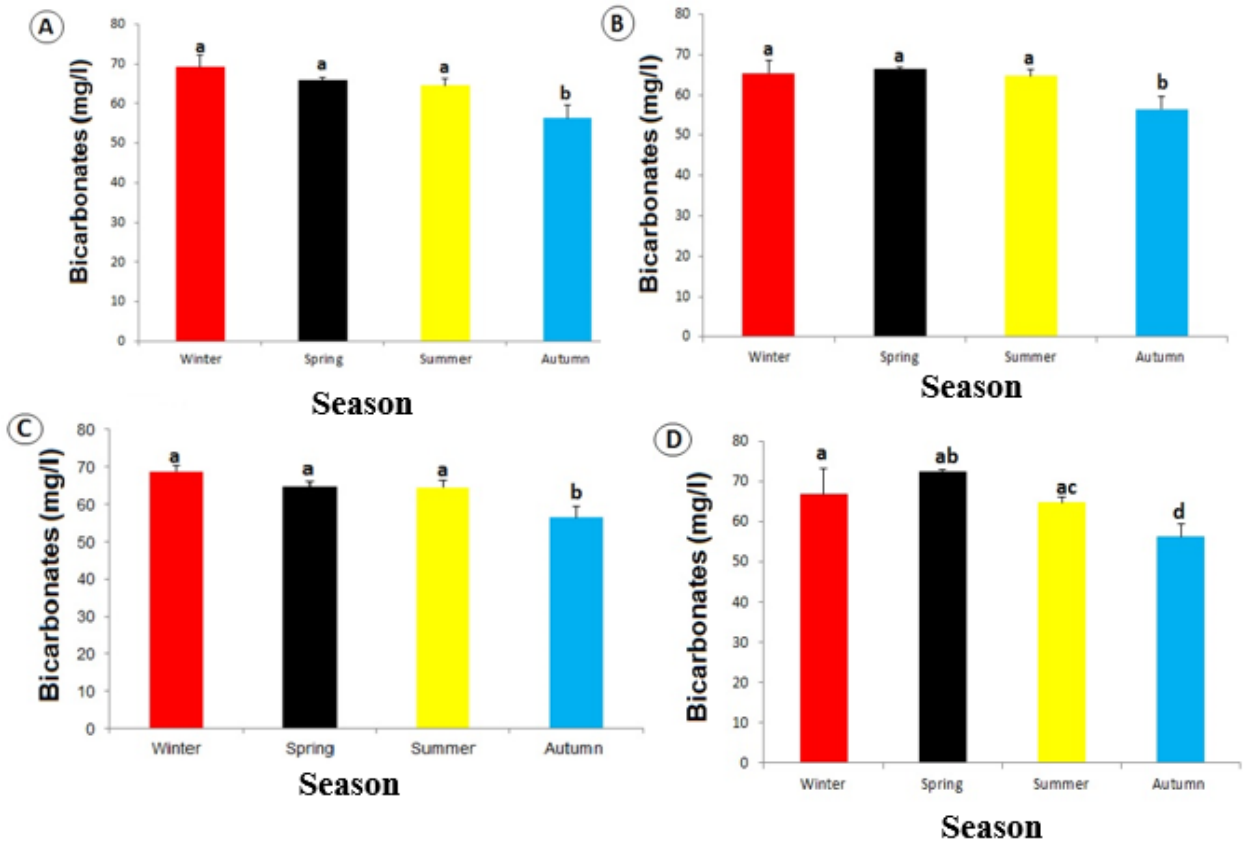 A
Bicarbonates (mg/l)
80
70
60
50
40
30
20
10
0
a
a
a
b
Winter Spring Summer Autumn
Season
B
Bicarbonates (mg/l)
80
70
60
50
40
30
20
10
0
a
a
a
b
Winter Spring Summer Autumn
Season
C
Bicarbonates (mg/l)
80
70
60
50
40
30
20
10
0
a
a
a
b
Winter Spring Summer Autumn
Season
D
Bicarbonates (mg/l)
80
70
60
50
40
30
20
10
0
a
ab
ac
d
Winter Spring Summer Autumn
Season